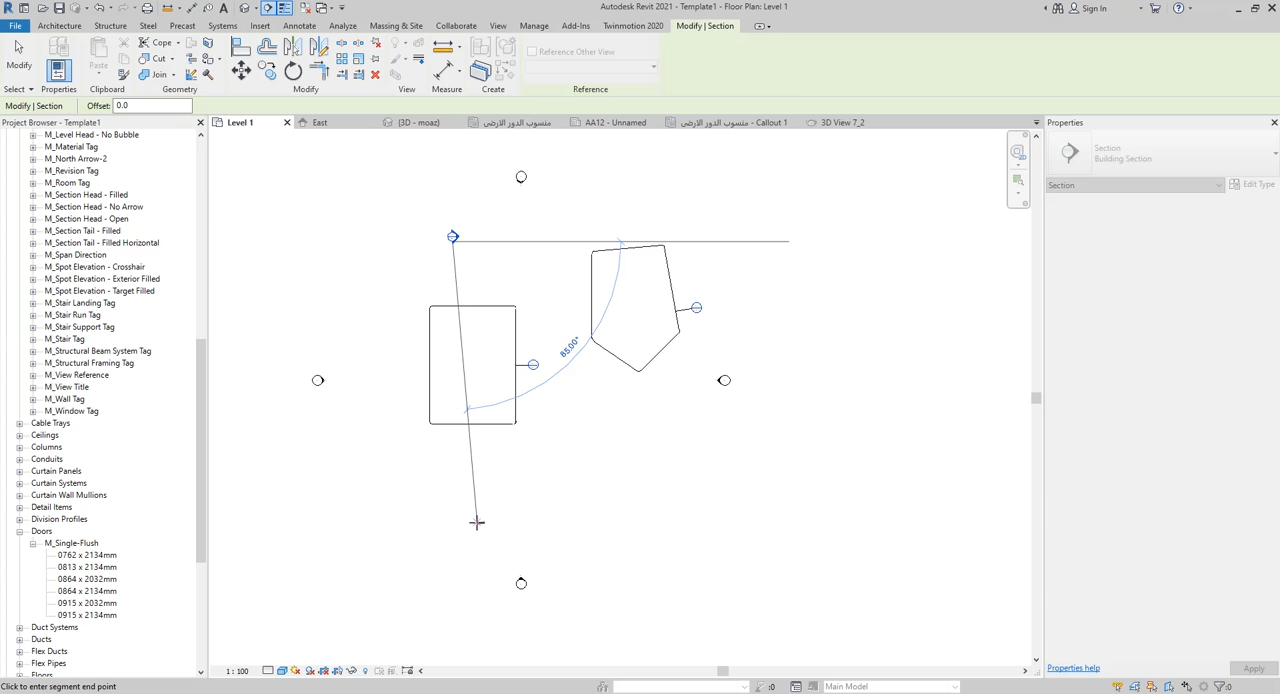 Autodesk Revit 2021 - Template1 - Floor Plan: Level 1
Sign In
File Architecture Structure Steel Precast Systems Insert Annotate Analyze Massing & Site Collaborate View Manage Add-Ins Twinmotion 2020 Modify | Section
Modify
Paste
Cope
Cut
Join
Reference Other View
Select Properties Clipboard Geometry Modify View Measure Create Reference
Modify | Section Offset: 0.0
Project Browser - Template1
Level 1
East
{3D - moaz}
منسوب الدور الارضى
AA12 - Unnamed
منسوب الدور الارضى - Callout 1
3D View 7_2
Properties
M_Level Head - No Bubble
M_Material Tag
M_North Arrow-2
M_Revision Tag
M_Room Tag
M_Section Head - Filled
M_Section Head - No Arrow
M_Section Head - Open
M_Section Tail - Filled
M_Section Tail - Filled Horizontal
M_Span Direction
M_Spot Elevation - Crosshair
M_Spot Elevation - Exterior Filled
M_Spot Elevation - Target Filled
M_Stair Landing Tag
M_Stair Run Tag
M_Stair Support Tag
M_Stair Tag
M_Structural Beam System Tag
M_Structural Framing Tag
M_View Reference
M_View Title
M_Wall Tag
M_Window Tag
Cable Trays
Ceilings
Columns
Conduits
Curtain Panels
Curtain Systems
Curtain Wall Mullions
Detail Items
Division Profiles
Doors
M_Single-Flush
0762 x 2134mm
0813 x 2134mm
0864 x 2032mm
0864 x 2134mm
0915 x 2032mm
0915 x 2134mm
Duct Systems
Ducts
Flex Ducts
Flex Pipes
85.00°
Section
Building Section
Section
Edit Type
Properties help
Apply
1 : 100
Click to enter segment end point
:0
Main Model
:0